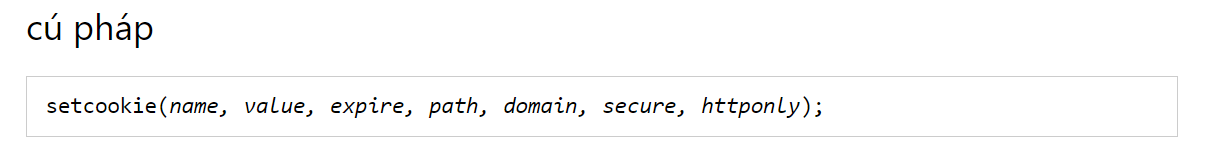 cú pháp
setcookie(name, value, expire, path, domain, secure, httponly);